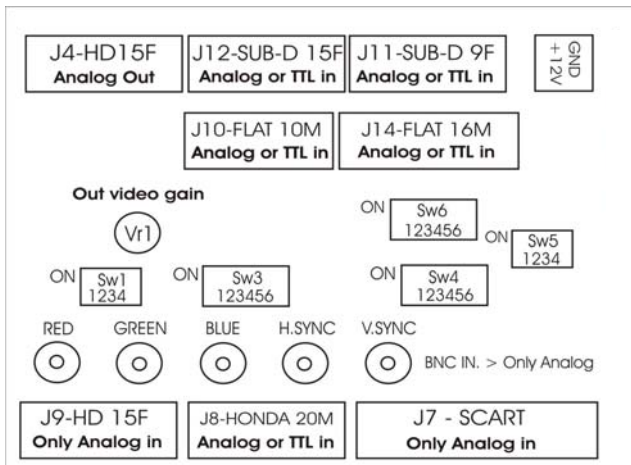 J4-HD15F
Analog Out
J12-SUB-D 15F
Analog or TTL in
J11-SUB-D 9F
Analog or TTL in
GND
+12V
J10-FLAT 10M
Analog or TTL in
J14-FLAT 16M
Analog or TTL in
Out video gain
Vr1
ON
Sw6
123456
ON
Sw5
1234
ON
Sw1
1234
ON
Sw3
123456
ON
Sw4
123456
RED
GREEN
BLUE
H.SYNC
V.SYNC
BNC IN. > Only Analog
J9-HD 15F
Only Analog in
J8-HONDA 20M
Analog or TTL in
J7 - SCART
Only Analog in